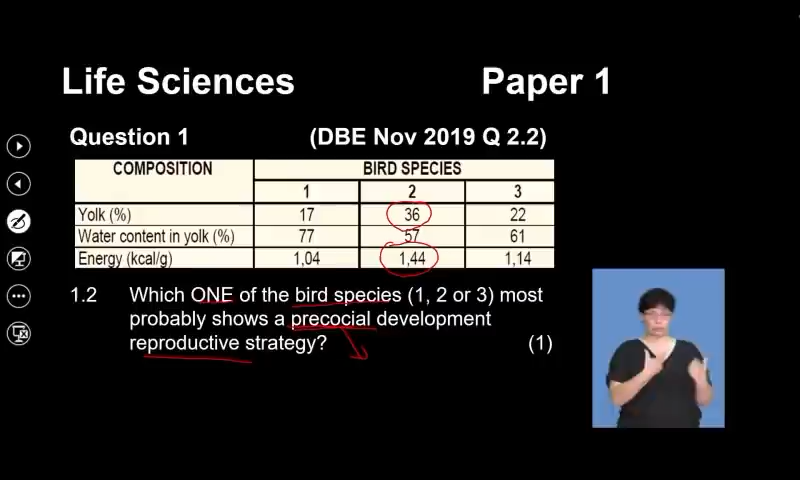 Life Sciences Paper 1
Question 1 (DBE Nov 2019 Q 2.2)
COMPOSITION BIRD SPECIES
1 2 3
Yolk (%) 17 36 22
Water content in yolk (%) 77 57 61
Energy (kcal/g) 1,04 1,44 1,14
1.2 Which ONE of the bird species (1, 2 or 3) most
probably shows a precocial development
reproductive strategy? (1)